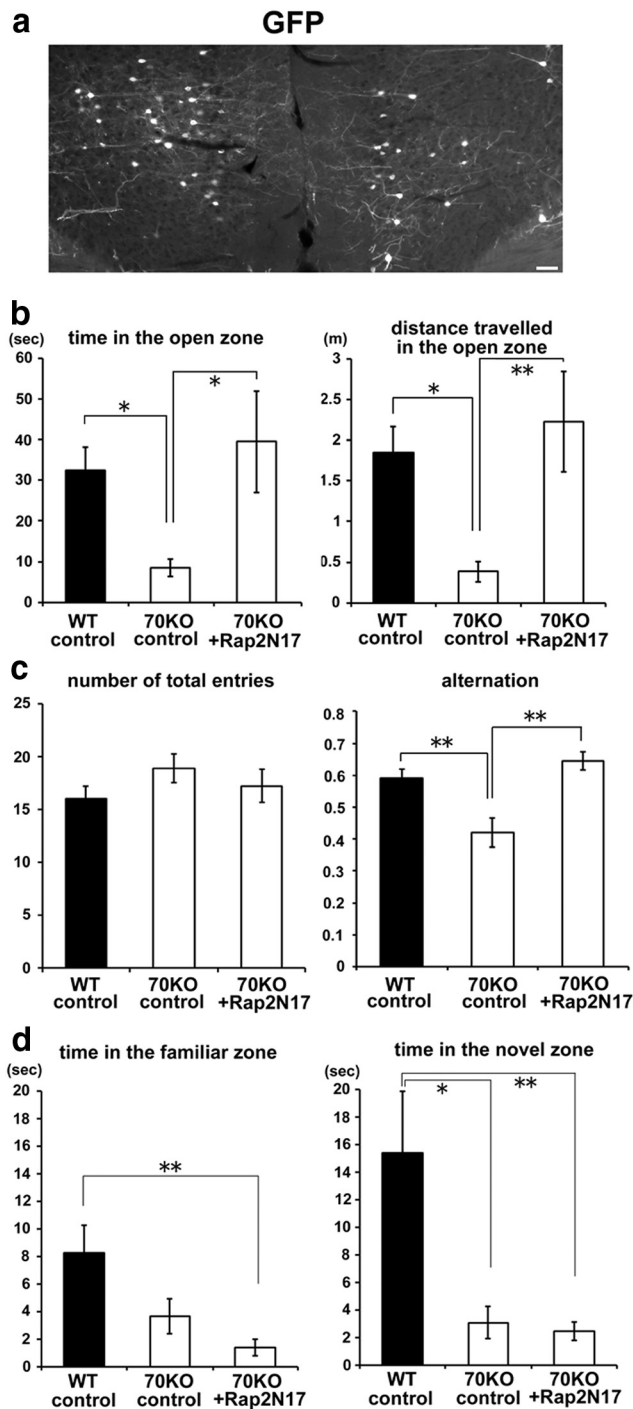 a
GFP
b
(sec)
time in the open zone
60
50
40
30
20
10
0
*
*
WT
control
70KO
control
70KO
+Rap2N17
(m)
distance travelled
in the open zone
3
2.5
2
1.5
1
).5
0
*
**
WT
control
70KO
control
70KO
+Rap2N17
c
number of total entries
25
20
15
10
5
0
WT
control
70KO
control
70KO
+Rap2N17
alternation
0.8
0.7
0.6
0.5
0.4
0.3
0.2
0.1
0
**
**
WT
control
70KO
control
70KO
+Rap2N17
d
(sec)
time in the familiar zone
20
18
16
14
12
10
8
6
4
2
0
**
WT
control
70KO
control
70KO
+Rap2N17
(sec)
time in the novel zone
20
18
16
14
12
10
8
6
4
2
0
*
**
WT
control
70KO
control
70KO
+Rap2N17